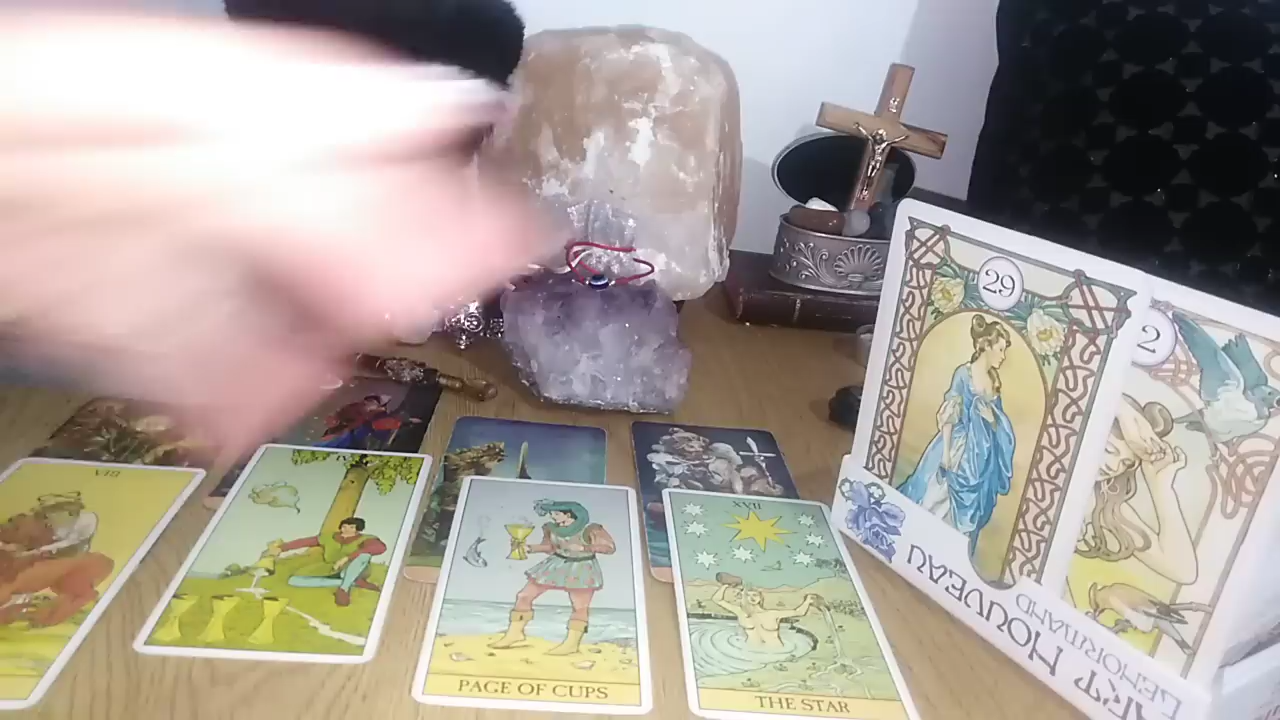 29
2
VIII
PAGE OF CUPS
XVII
THE STAR
ART NOUVEAU
LENORMAND